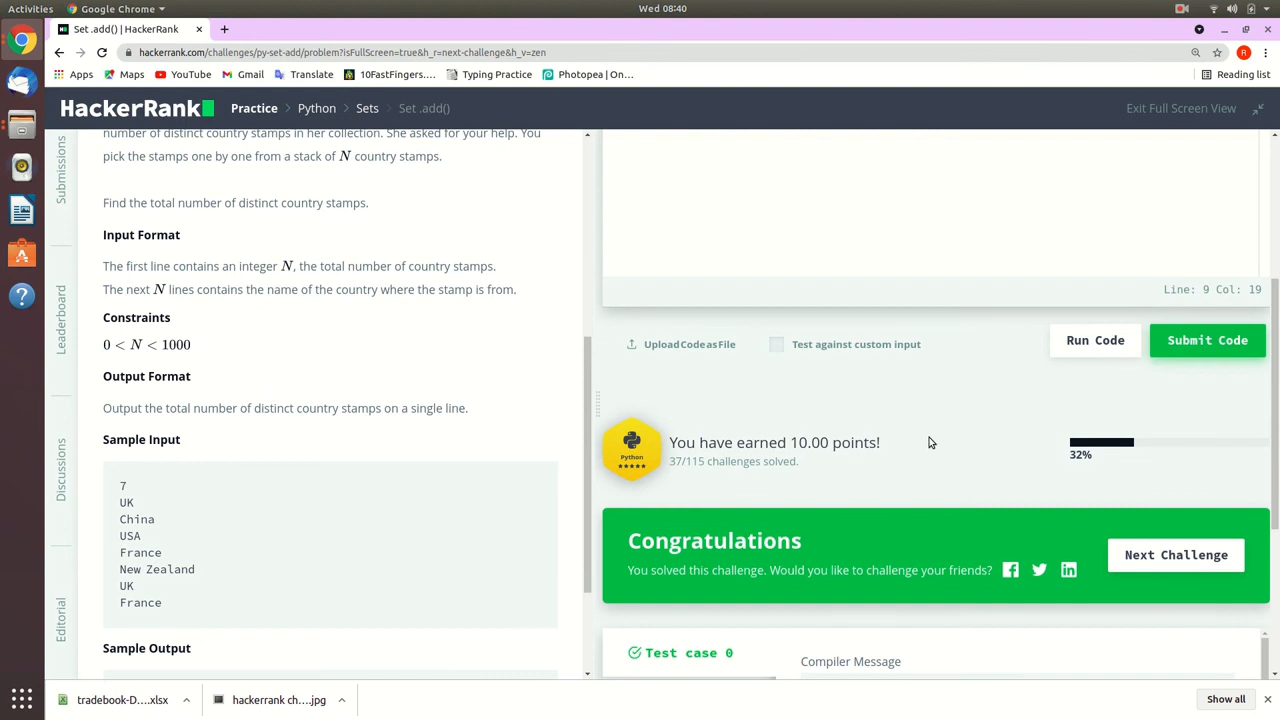 Activities
Google Chrome
Wed 08:40
Set .add() | HackerRank
hackerrank.com/challenges/py-set-add/problem?isFullScreen=true&h_r=next-challenge&h_v=zen
R
Apps
Maps
YouTube
Gmail
Translate
10FastFingers....
Typing Practice
Photopea | On...
Reading list
HackerRank
Practice > Python > Sets > Set .add()
Exit Full Screen View
Submissions
Leaderboard
Discussions
Editorial
number of distinct country stamps in her collection. She asked for your help. You
pick the stamps one by one from a stack of N country stamps.
Find the total number of distinct country stamps.
Input Format
The first line contains an integer N, the total number of country stamps.
The next N lines contains the name of the country where the stamp is from.
Constraints
0 < N < 1000
Output Format
Output the total number of distinct country stamps on a single line.
Sample Input
7
UK
China
USA
France
New Zealand
UK
France
Sample Output
Line: 9 Col: 19
Upload Code as File
Test against custom input
Run Code
Submit Code
Python
You have earned 10.00 points!
37/115 challenges solved.
32%
Congratulations
You solved this challenge. Would you like to challenge your friends?
Next Challenge
Test case 0
Compiler Message
tradebook-D....xlsx
hackerrank ch....jpg
Show all